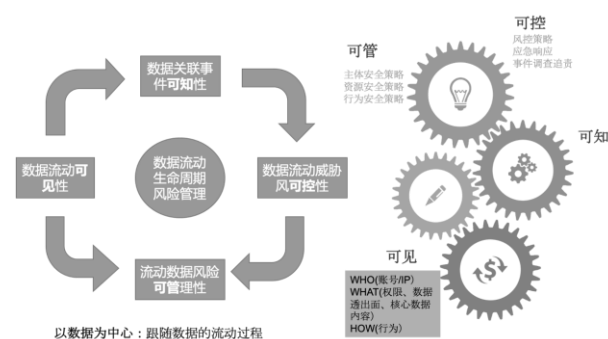 数据关联事
件可知性
数据流动可
见性
数据流动
生命周期
风险管理
数据流动威胁
风可控性
流动数据风险
可管理性
以数据为中心：跟随数据的流动过程
可控
风控策略
应急响应
事件调查追责
可管
主体安全策略
资源安全策略
行为安全策略
可知
可见
WHO(账号/IP）
WHAT(权限、数据
透出面、核心数据
内容）
HOW(行为）